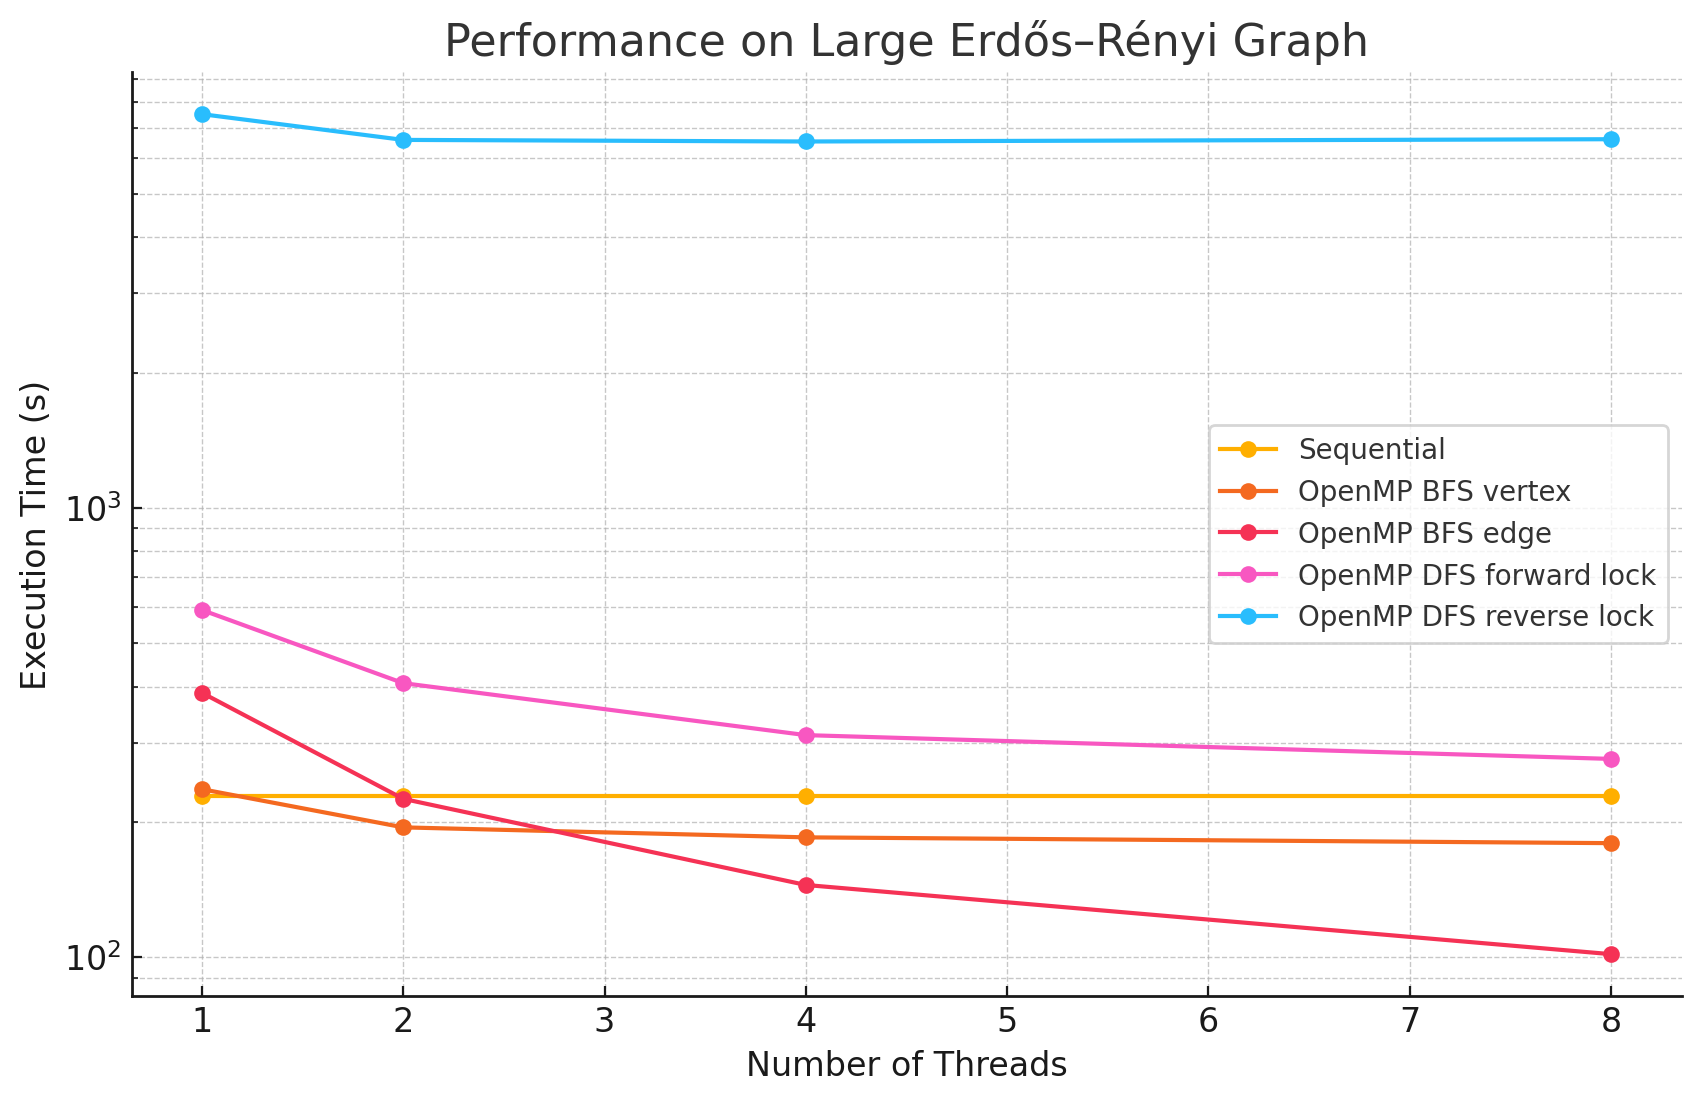 Performance on Large Erdős–Rényi Graph
Execution Time (s)
10³
10²
Sequential
OpenMP BFS vertex
OpenMP BFS edge
OpenMP DFS forward lock
OpenMP DFS reverse lock
1 2 3 4 5 6 7 8
Number of Threads